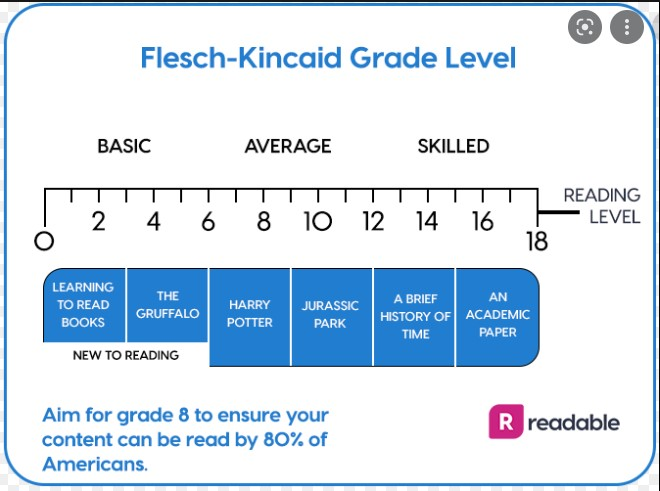 Flesch-Kincaid Grade Level
BASIC AVERAGE SKILLED
READING
LEVEL
0 2 4 6 8 10 12 14 16 18
LEARNING
TO READ
BOOKS
THE
GRUFFALO
HARRY
POTTER
JURASSIC
PARK
A BRIEF
HISTORY OF
TIME
AN
ACADEMIC
PAPER
NEW TO READING
Aim for grade 8 to ensure your
content can be read by 80% of
Americans.
R readable